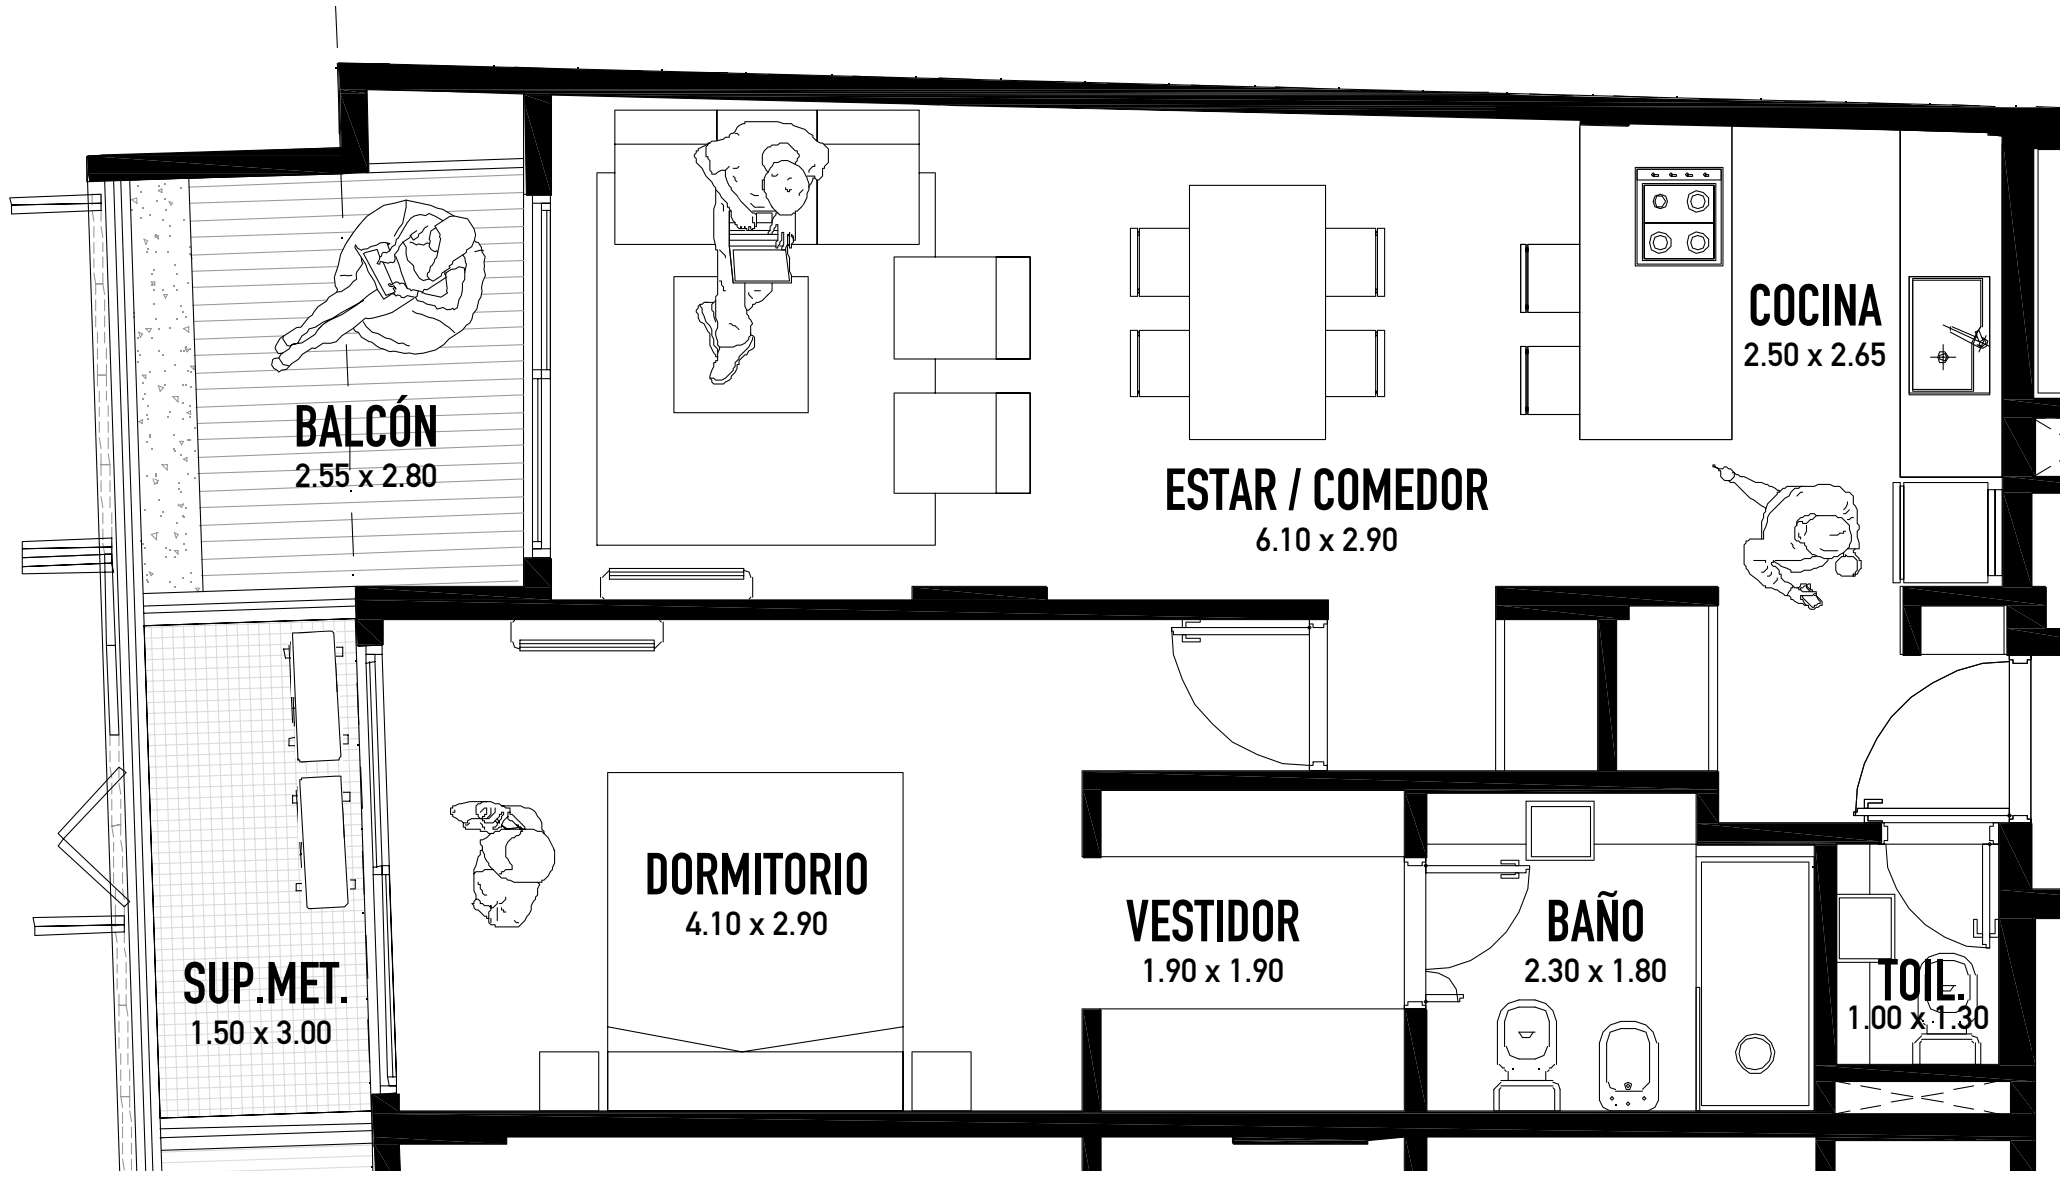 COCINA
2.50 x 2.65
BALCÓN
2.55 x 2.80
ESTAR / COMEDOR
6.10 x 2.90
DORMITORIO
4.10 x 2.90
VESTIDOR
1.90 x 1.90
BAÑO
2.30 x 1.80
SUP.MET.
1.50 x 3.00
TOIL.
1.00 x 1.30